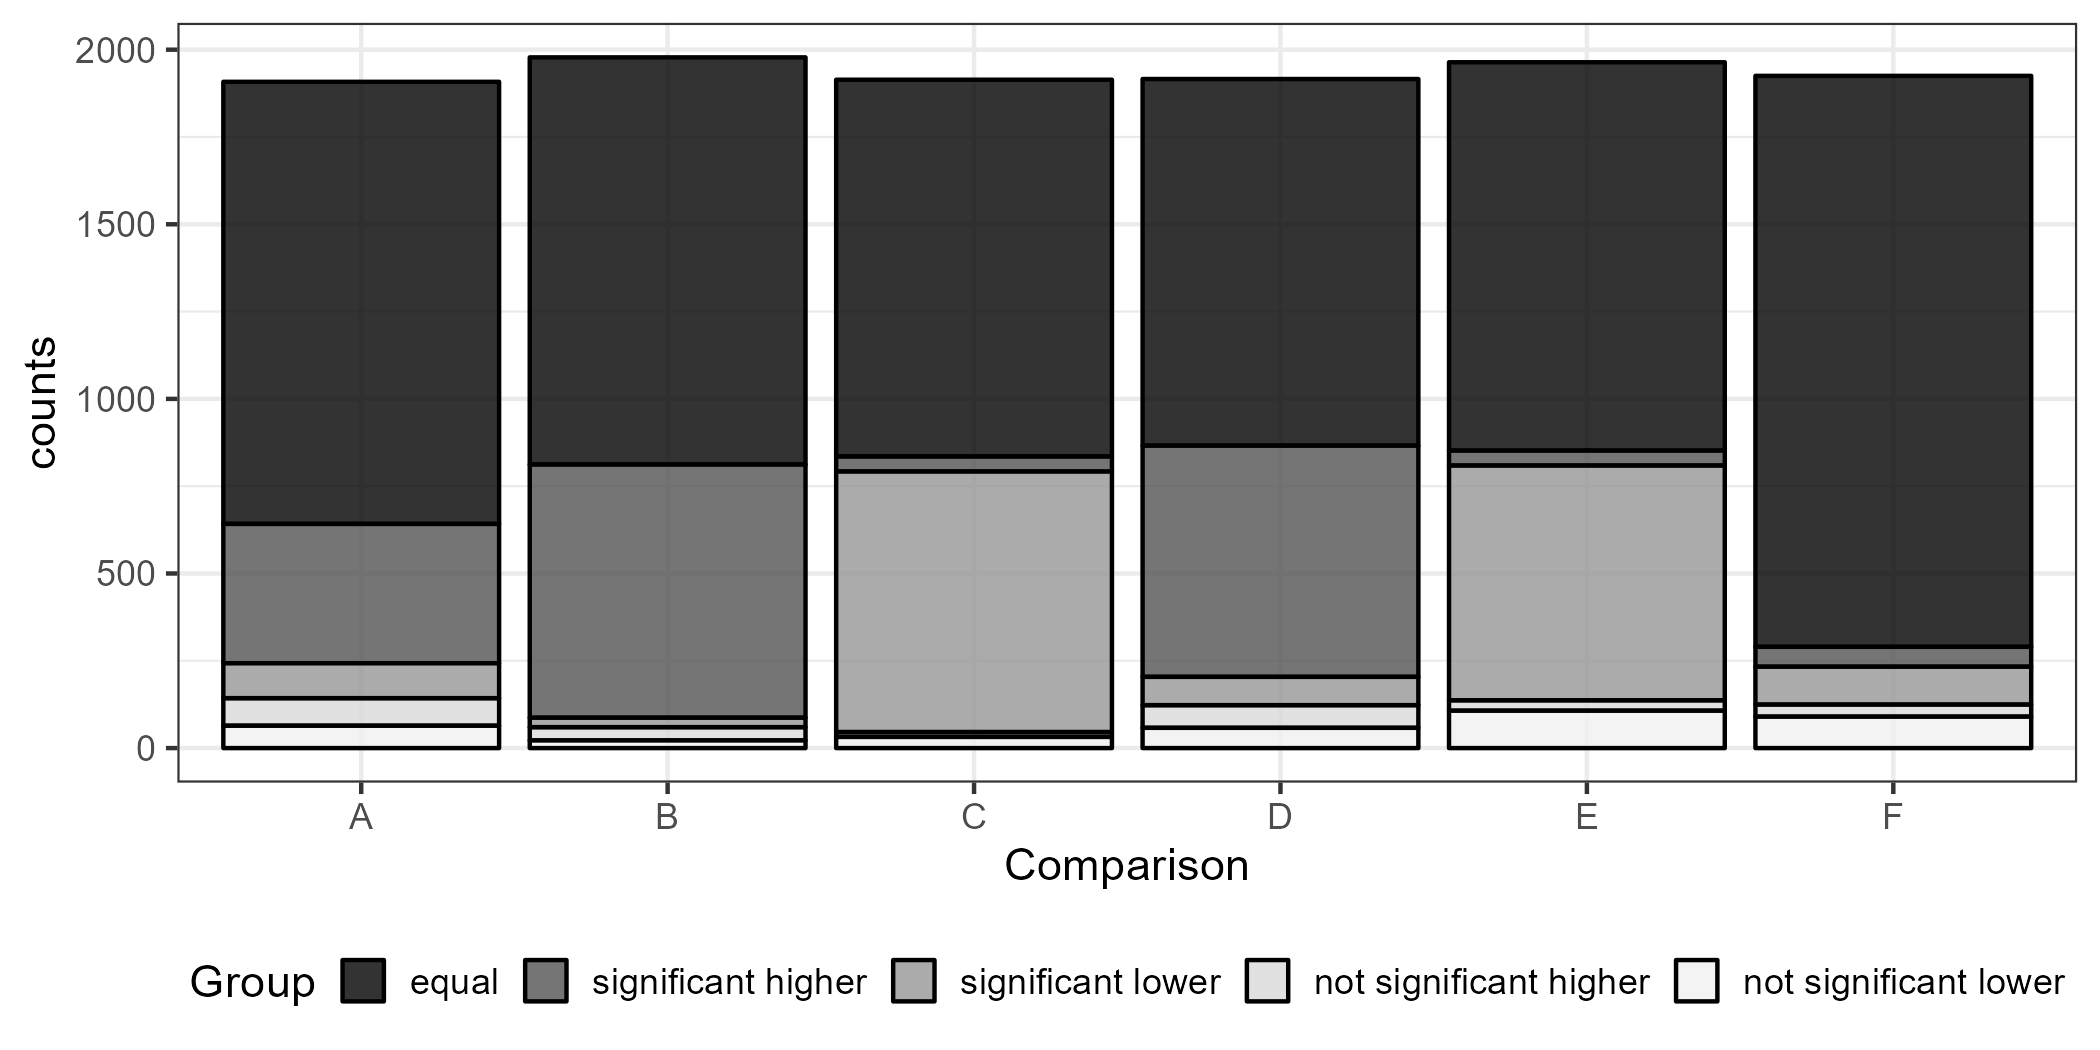 2000
1500
1000
500
0
counts
A B C D E F
Comparison
Group equal significant higher significant lower not significant higher not significant lower